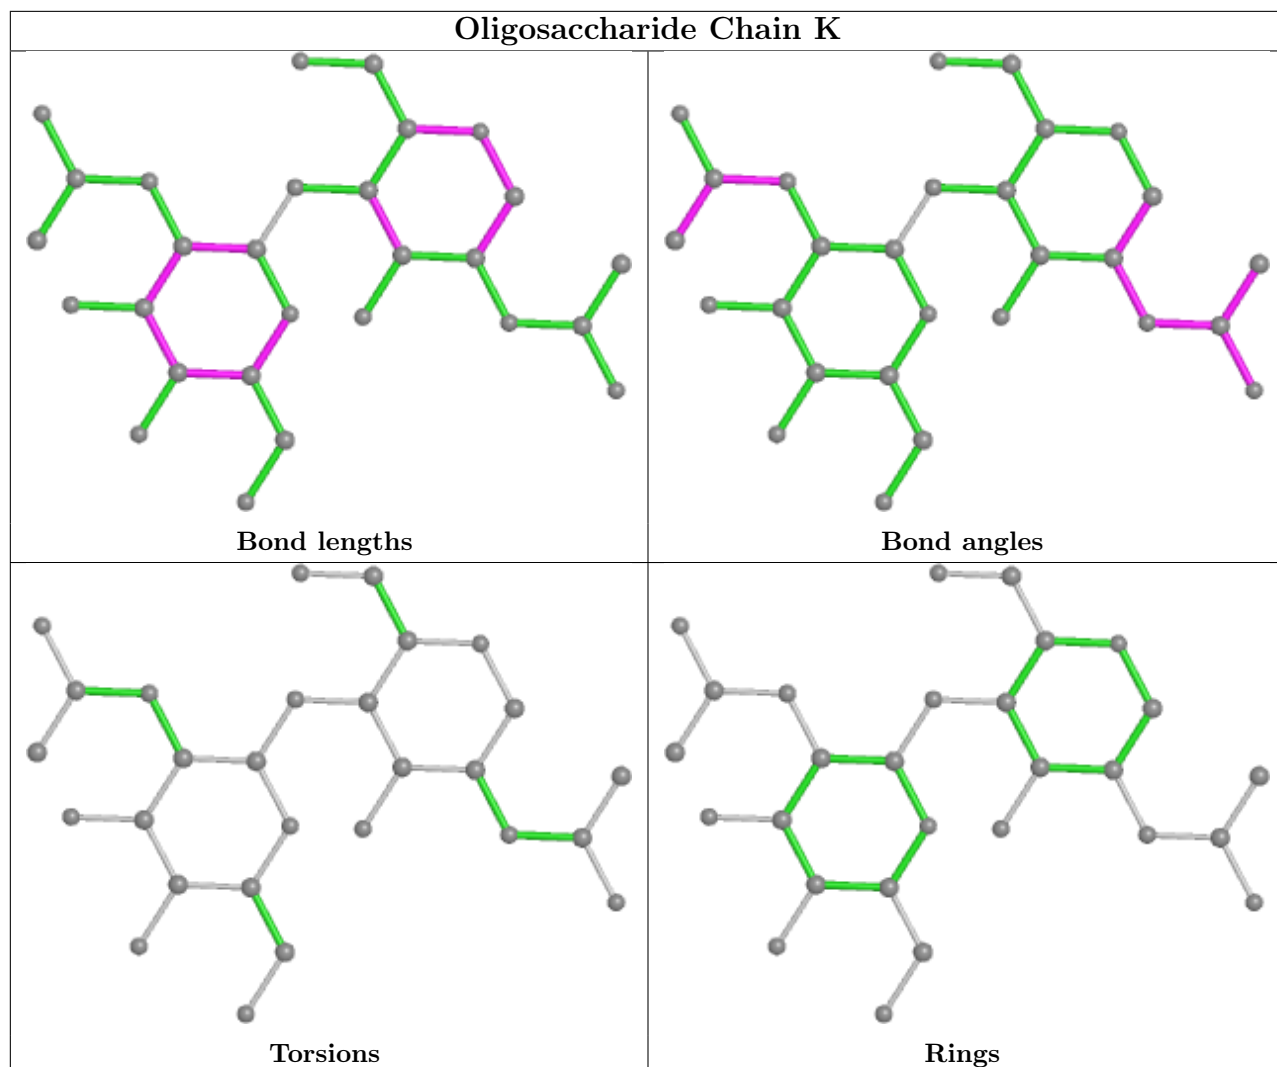 Oligosaccharide Chain K
Bond lengths
Bond angles
Torsions
Rings